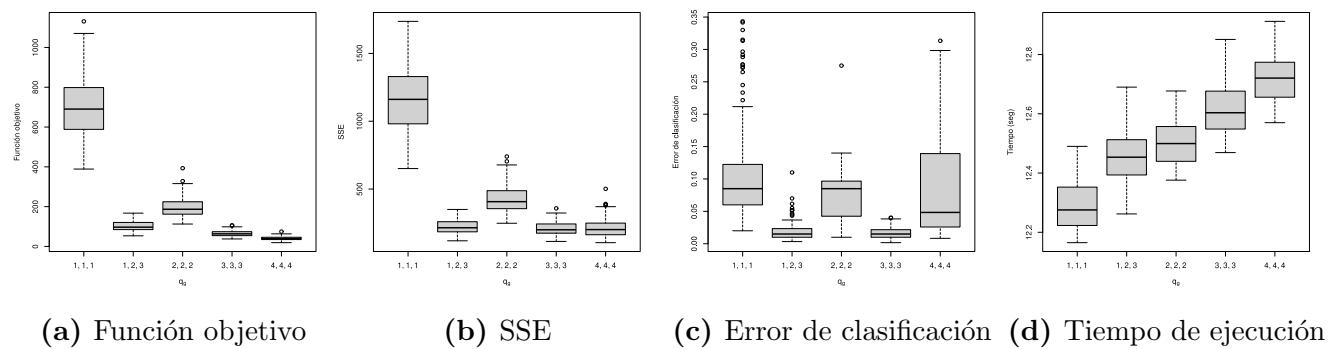 Función objetivo
1000
800
600
400
200
0
1, 1, 1
1, 2, 3
2, 2, 2
3, 3, 3
4, 4, 4
qg
SSE
1500
1000
500
1, 1, 1
1, 2, 3
2, 2, 2
3, 3, 3
4, 4, 4
qg
Error de clasificación
0.35
0.30
0.25
0.20
0.15
0.10
0.05
0.00
1, 1, 1
1, 2, 3
2, 2, 2
3, 3, 3
4, 4, 4
qg
Tiempo (seg)
12.8
12.6
12.4
12.2
1, 1, 1
1, 2, 3
2, 2, 2
3, 3, 3
4, 4, 4
qg
(a) Función objetivo
(b) SSE
(c) Error de clasificación
(d) Tiempo de ejecución